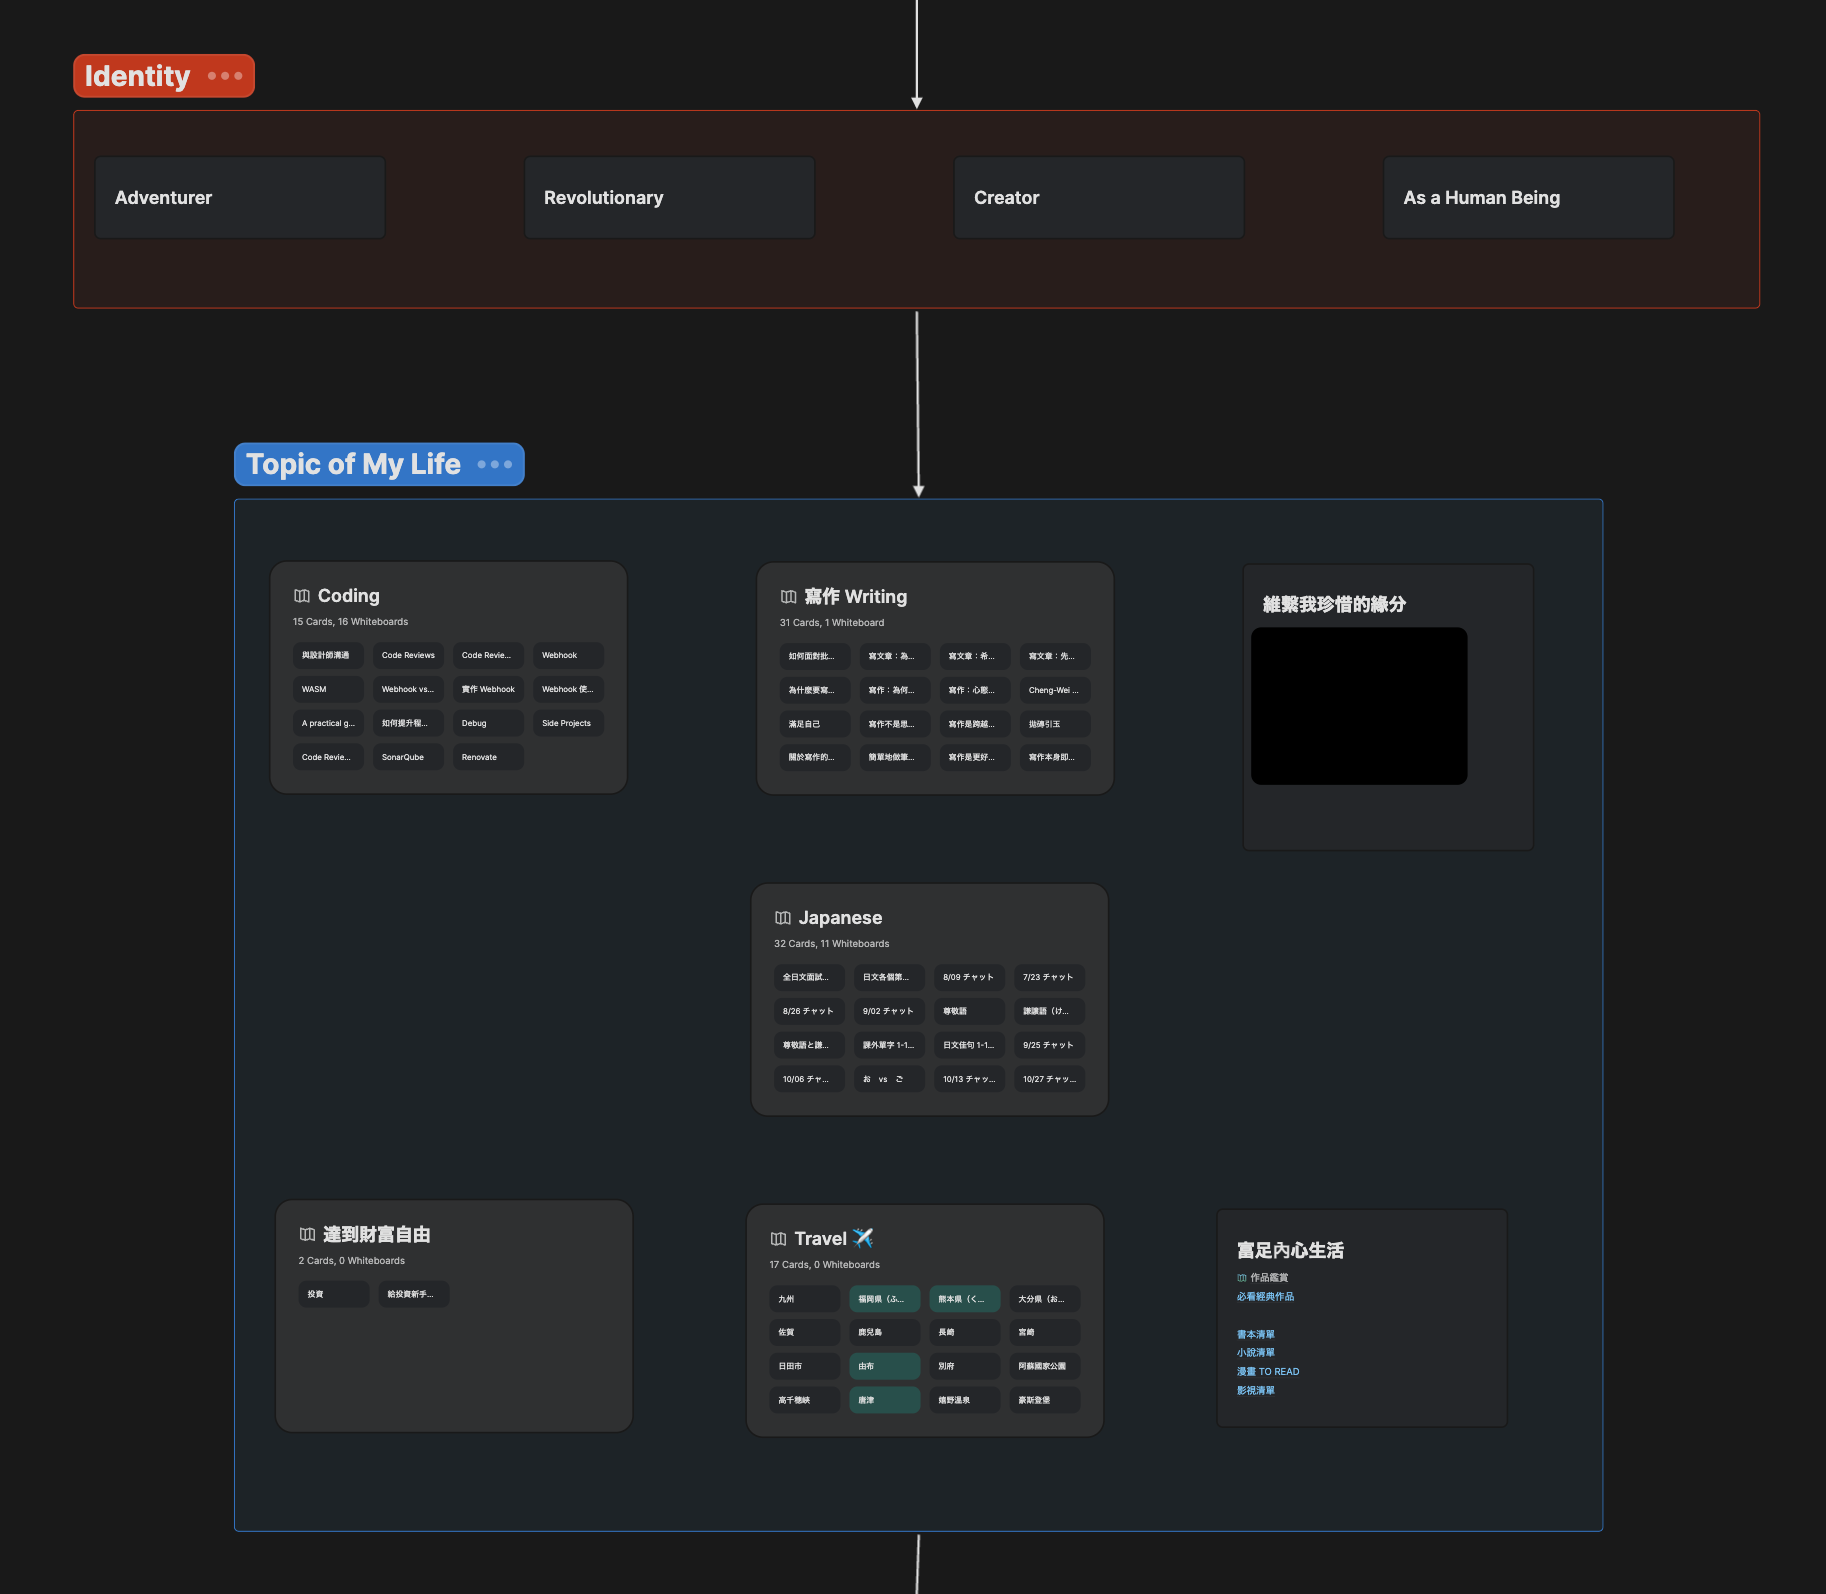 Identity
Adventurer
Revolutionary
Creator
As a Human Being
Topic of My Life
Coding
15 Cards, 16 Whiteboards
與設計師溝通
Code Reviews
Code Revie...
Webhook
WASM
Webhook vs...
實作 Webhook
Webhook 使...
A practical g...
如何提升程...
Debug
Side Projects
Code Revie...
SonarQube
Renovate
寫作 Writing
31 Cards, 1 Whiteboard
如何面對批...
寫文章：為...
寫文章：希...
寫文章：先...
為什麼要寫...
寫作：為何...
寫作：心態...
Cheng-Wei ...
滿足自己
寫作不是思...
寫作是跨越...
拋磚引玉
關於寫作的...
簡單地做筆...
寫作是更好...
寫作本身即...
維繫我珍惜的緣分
Japanese
32 Cards, 11 Whiteboards
全日文面試...
日文各個第...
8/09 チャット
7/23 チャット
8/26 チャット
9/02 チャット
尊敬語
謙譲語（け...
尊敬語と謙...
課外單字 1-1...
日文佳句 1-1...
9/25 チャット
10/06 チャ...
お vs ご
10/13 チャッ...
10/27 チャッ...
達到財富自由
2 Cards, 0 Whiteboards
投資
給投資新手...
Travel ✈️
17 Cards, 0 Whiteboards
九州
福岡県（ふ...
熊本県（く...
大分県（お...
佐賀
鹿兒島
長崎
宮崎
日田市
由布
別府
阿蘇國家公園
高千穂峽
唐津
嬉野溫泉
豪斯登堡
富足內心生活
作品鑑賞
必看經典作品
書本清單
小說清單
漫畫 TO READ
影視清單